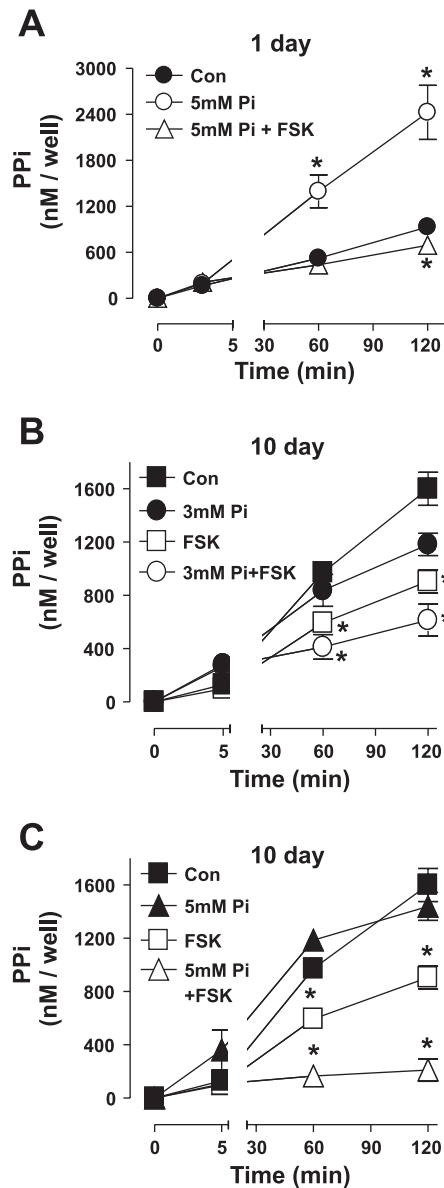 A
1 day
3000
2400
1800
1200
600
0
PPi
(nM / well)
Con
5mM Pi
5mM Pi + FSK
*
*
*
0
5
30
60
90
120
Time (min)
B
10 day
1600
1200
800
400
0
PPi
(nM / well)
Con
3mM Pi
FSK
3mM Pi+FSK
*
*
*
*
0
5
30
60
90
120
Time (min)
C
10 day
1600
1200
800
400
0
PPi
(nM / well)
Con
5mM Pi
FSK
5mM Pi
+FSK
*
*
*
*
0
5
30
60
90
120
Time (min)